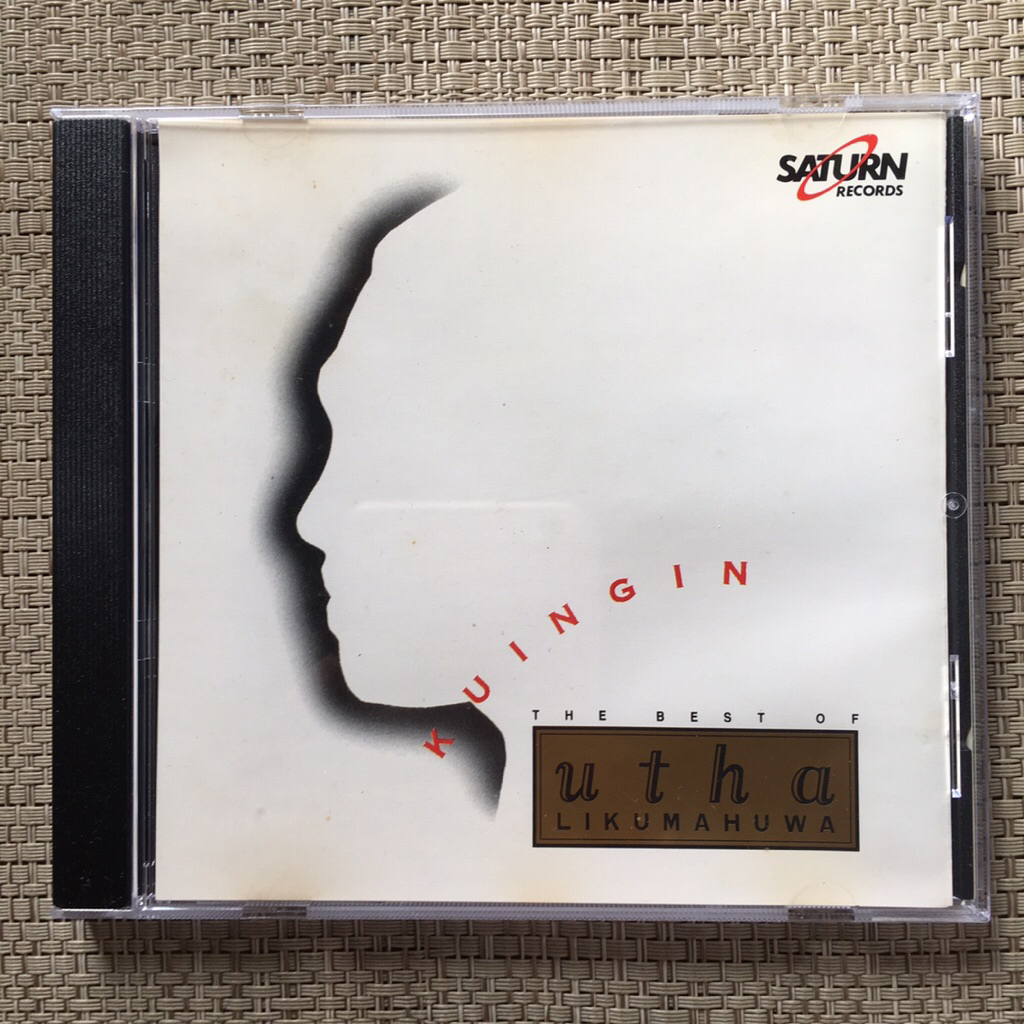 SATURN
RECORDS
KUINGIN
THE BEST OF
utha
LIKUMAHUWA